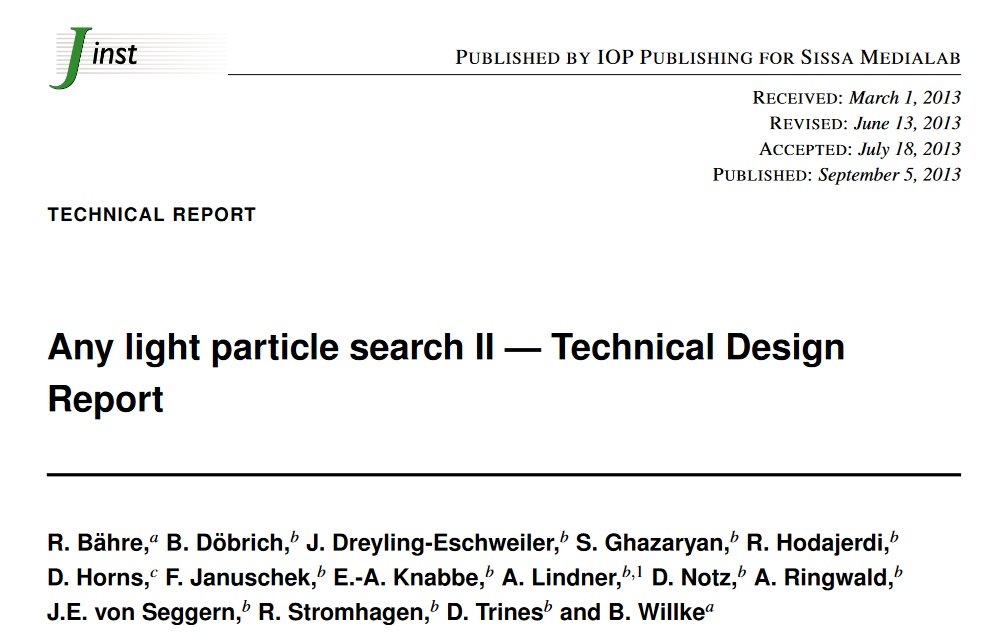 Jinst
PUBLISHED BY IOP PUBLISHING FOR SISSA MEDIALAB
RECEIVED: March 1, 2013
REVISED: June 13, 2013
ACCEPTED: July 18, 2013
PUBLISHED: September 5, 2013
TECHNICAL REPORT
Any light particle search II — Technical Design
Report
R. Bähre,a B. Döbrich,b J. Dreyling-Eschweiler,b S. Ghazaryan,b R. Hodajerdi,b
D. Horns,c F. Januschek,b E.-A. Knabbe,b A. Lindner,b,1 D. Notz,b A. Ringwald,b
J.E. von Seggern,b R. Stromhagen,b D. Trinesb and B. Willkea